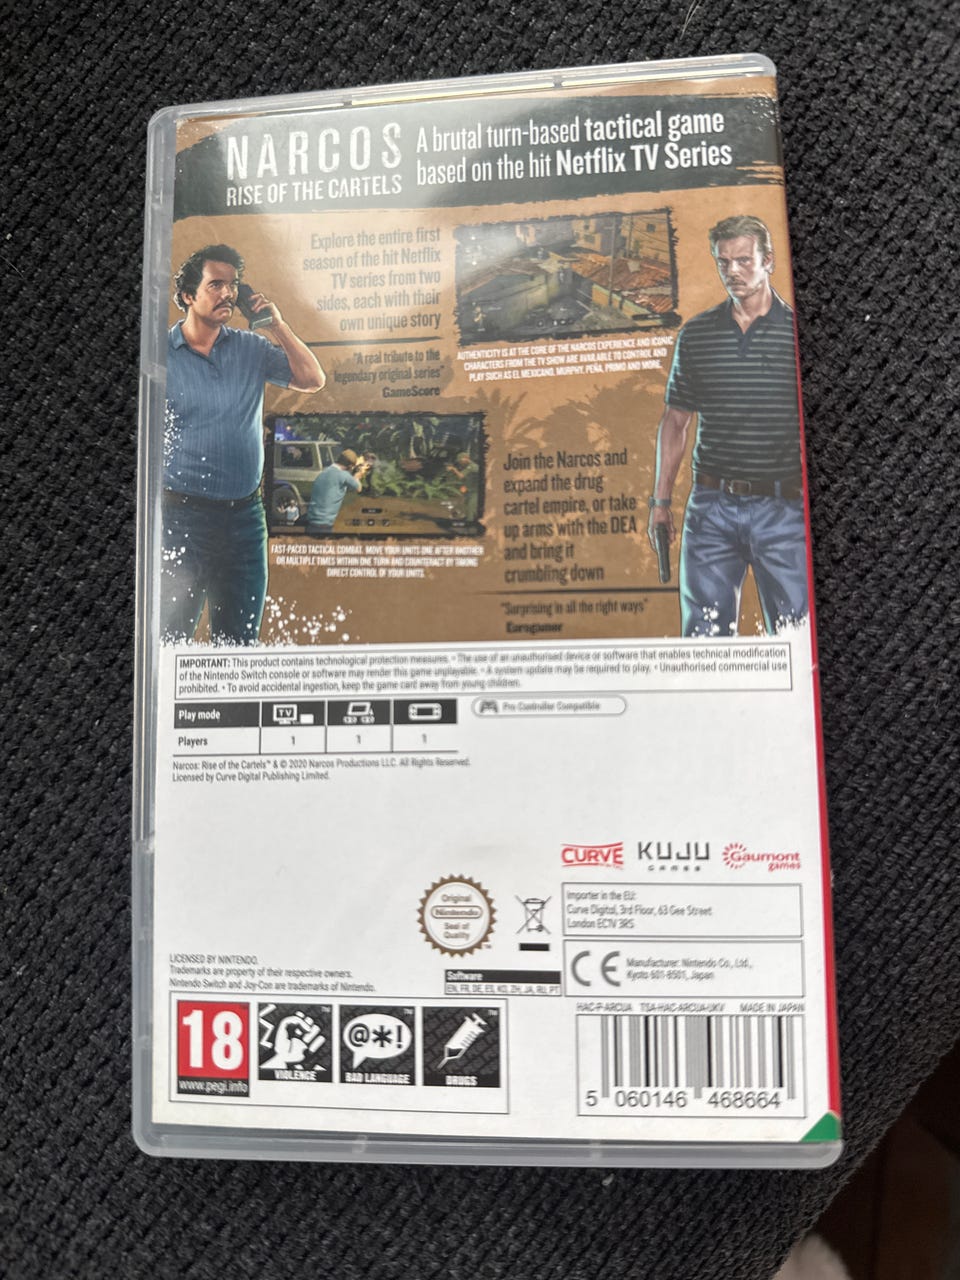 NARCOS
RISE OF THE CARTELS
A brutal turn-based tactical game
based on the hit Netflix TV Series
Explore the entire first
season of the hit Netflix
TV series from two
sides, each with their
own unique story
"A real tribute to the
legendary original series"
GameScore
AUTHENTICITY IS AT THE CORE OF THE NARCOS EXPERIENCE AND ICONIC
CHARACTERS FROM THE TV SHOW ARE AVAILABLE TO CONTROL AND
PLAY SUCH AS EL MEXICANO, MURPHY, PEÑA, PRIMO AND MORE.
Join the Narcos and
expand the drug
cartel empire, or take
up arms with the DEA
and bring it
crumbling down
FAST-PACED TACTICAL COMBAT. MOVE YOUR UNITS ONE AFTER ANOTHER
OR MULTIPLE TIMES WITHIN ONE TURN AND COUNTERACT BY TAKING
DIRECT CONTROL OF YOUR UNITS.
"Surprising in all the right ways"
Eurogamer
IMPORTANT: This product contains technological protection measures. • The use of an unauthorised device or software that enables technical modification
of the Nintendo Switch console or software may render this game unplayable. • A system update may be required to play. • Unauthorised commercial use
prohibited. • To avoid accidental ingestion, keep the game card away from young children.
Play mode
TV
Pro Controller Compatible
Players 1 1 1
Narcos: Rise of the Cartels™ & © 2020 Narcos Productions LLC. All Rights Reserved.
Licensed by Curve Digital Publishing Limited.
CURVE
KUJU
GAMES
Gaumont
games
Original
Nintendo
Seal of
Quality
Importer in the EU:
Curve Digital, 3rd Floor, 63 Gee Street
London EC1V 3RS
CE
Manufacturer: Nintendo Co., Ltd.,
Kyoto 601-8501, Japan
LICENSED BY NINTENDO.
Trademarks are property of their respective owners.
Nintendo Switch and Joy-Con are trademarks of Nintendo.
Software
EN, FR, DE, ES, KO, ZH, JA, RU, PT
HAC-P-ARCUA TSA-HAC-ARCUA-UKV MADE IN JAPAN
18
www.pegi.info
VIOLENCE
@*!
BAD LANGUAGE
DRUGS
5 060146 468664